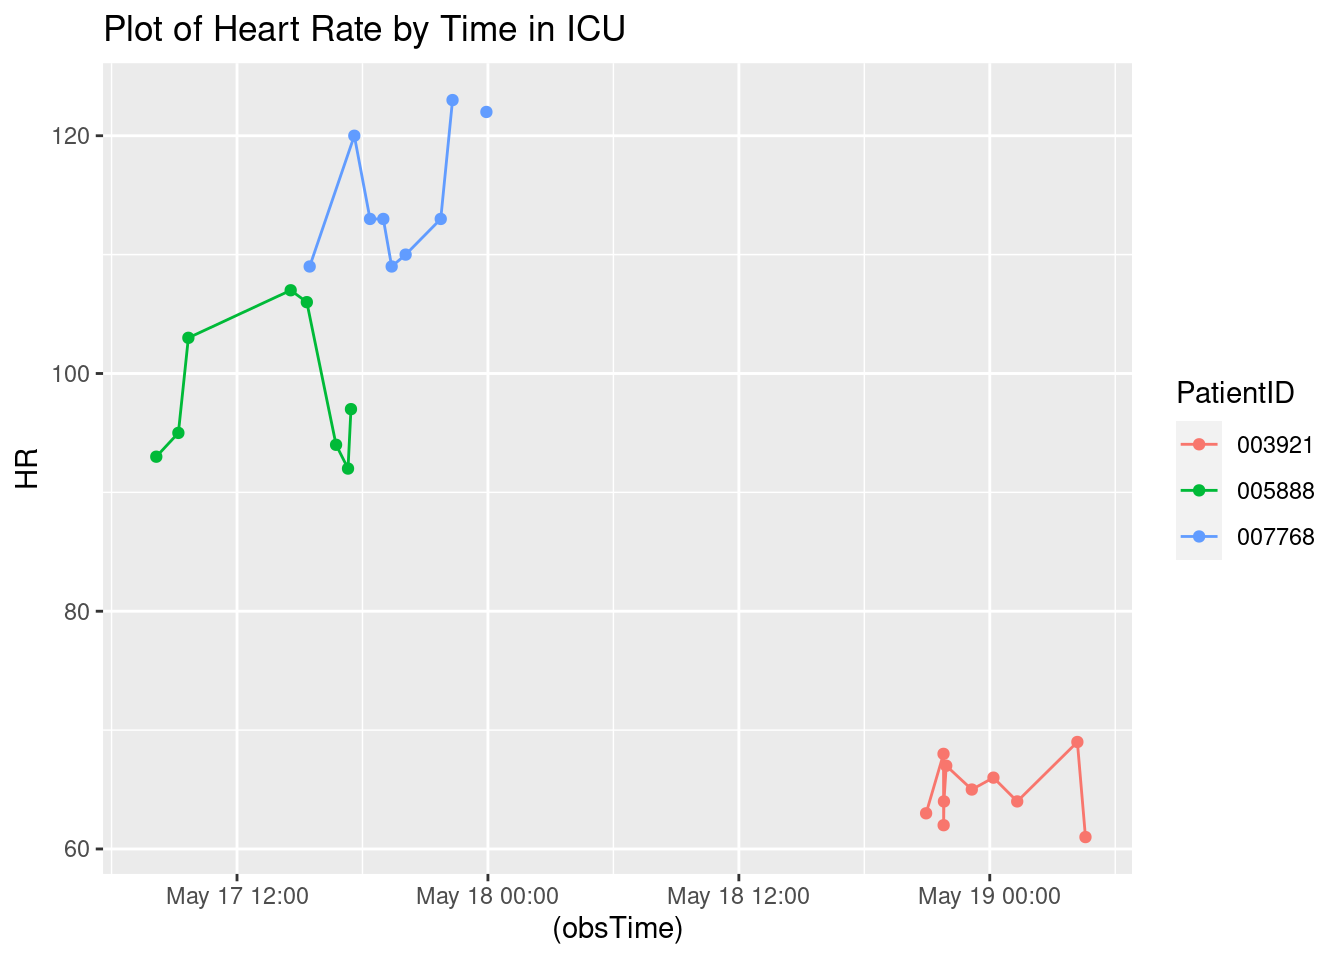 Plot of Heart Rate by Time in ICU
120
100
80
60
HR
May 17 12:00
May 18 00:00
May 18 12:00
May 19 00:00
(obsTime)
PatientID
003921
005888
007768